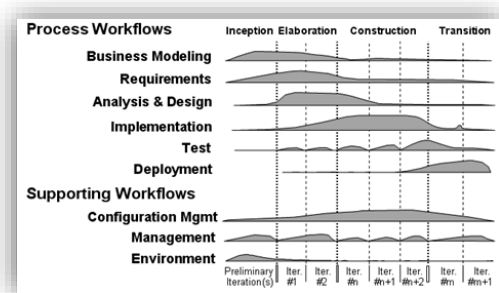 Process Workflows
Inception Elaboration Construction Transition
Business Modeling
Requirements
Analysis & Design
Implementation
Test
Deployment
Supporting Workflows
Configuration Mgmt
Management
Environment
Preliminary Iter. Iter. Iter. Iter. Iter. Iter. Iter.
Iteration(s) #1 #2 #n #n+1 #n+2 #m #m+1